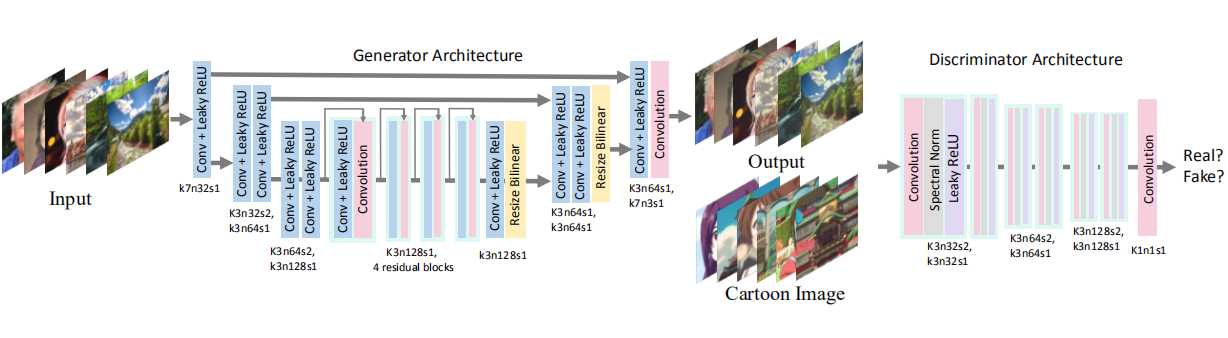 Generator Architecture
Discriminator Architecture
Input
Conv + Leaky ReLU
k7n32s1
Conv + Leaky ReLU
Conv + Leaky ReLU
K3n32s2,
k3n64s1
Conv + Leaky ReLU
Conv + Leaky ReLU
K3n64s2,
k3n128s1
Conv + Leaky ReLU
Convolution
K3n128s1,
4 residual blocks
Conv + Leaky ReLU
Resize Bilinear
k3n128s1
Conv + Leaky ReLU
Conv + Leaky ReLU
Resize Bilinear
K3n64s1,
k3n64s1
Conv + Leaky ReLU
Convolution
K3n64s1,
k7n3s1
Output
Cartoon Image
Convolution
Spectral Norm
Leaky ReLU
K3n32s2,
k3n32s1
K3n64s2,
k3n64s1
K3n128s2,
k3n128s1
Convolution
K1n1s1
Real?
Fake?